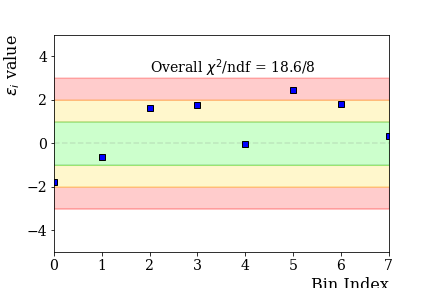 Overall χ²/ndf = 18.6/8
εᵢ value
4
2
0
−2
−4
0 1 2 3 4 5 6 7
Bin Index